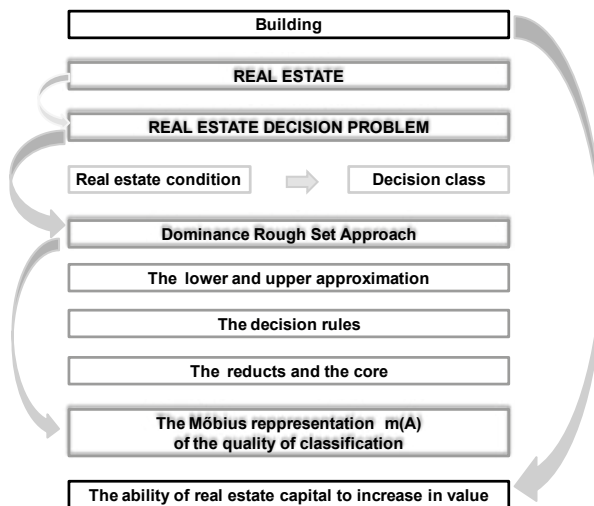 Building
REAL ESTATE
REAL ESTATE DECISION PROBLEM
Real estate condition
Decision class
Dominance Rough Set Approach
The lower and upper approximation
The decision rules
The reducts and the core
The Mőbius reppresentation m(A)
of the quality of classification
The ability of real estate capital to increase in value